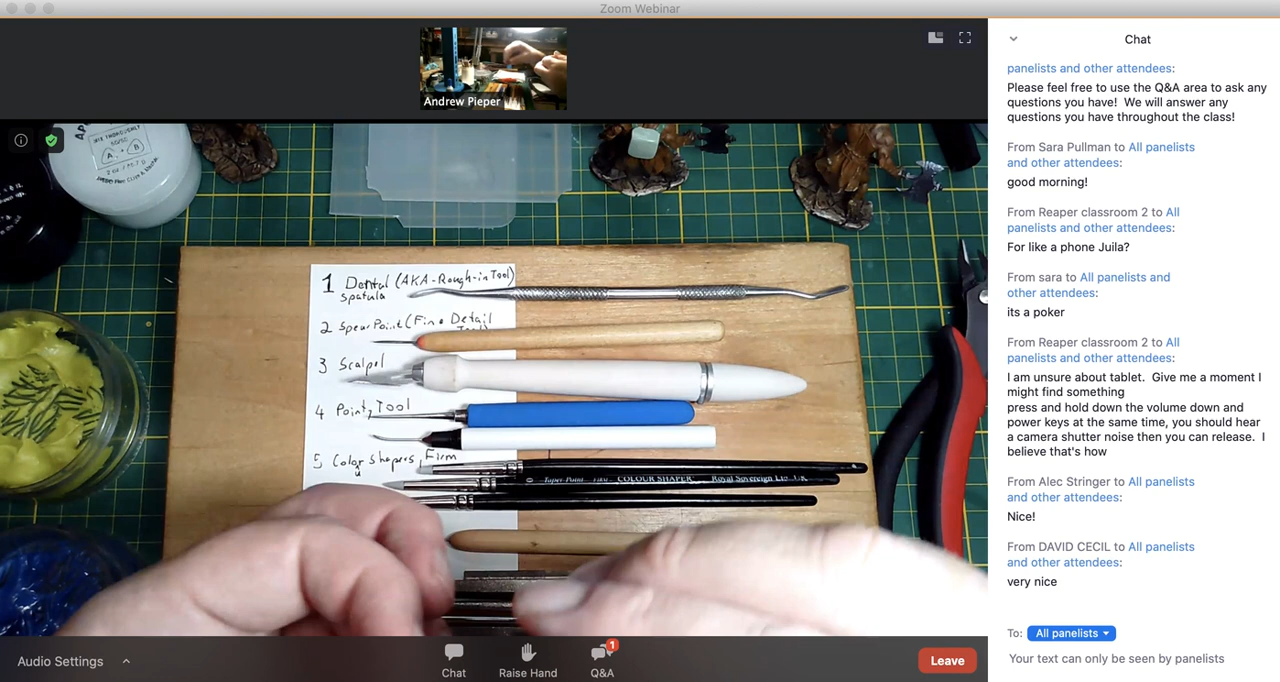 Zoom Webinar
Andrew Pieper
1 Dental (AKA-Rough-in Tool)
spatula
2 Spear Point (Fine Detail
Tool)
3 Scalpel
4 Pointy Tool
5 Color Shapers, Firm
COLOUR SHAPER
Royal Sovereign Ltd. UK
A + B
Chat
panelists and other attendees:
Please feel free to use the Q&A area to ask any
questions you have! We will answer any
questions you have throughout the class!
From Sara Pullman to All panelists
and other attendees:
good morning!
From Reaper classroom 2 to All
panelists and other attendees:
For like a phone Juila?
From sara to All panelists and
other attendees:
its a poker
From Reaper classroom 2 to All
panelists and other attendees:
I am unsure about tablet. Give me a moment I
might find something
press and hold down the volume down and
power keys at the same time, you should hear
a camera shutter noise then you can release. I
believe that's how
From Alec Stringer to All panelists
and other attendees:
Nice!
From DAVID CECIL to All panelists
and other attendees:
very nice
To: All panelists
Your text can only be seen by panelists
Audio Settings
Chat
Raise Hand
1
Q&A
Leave